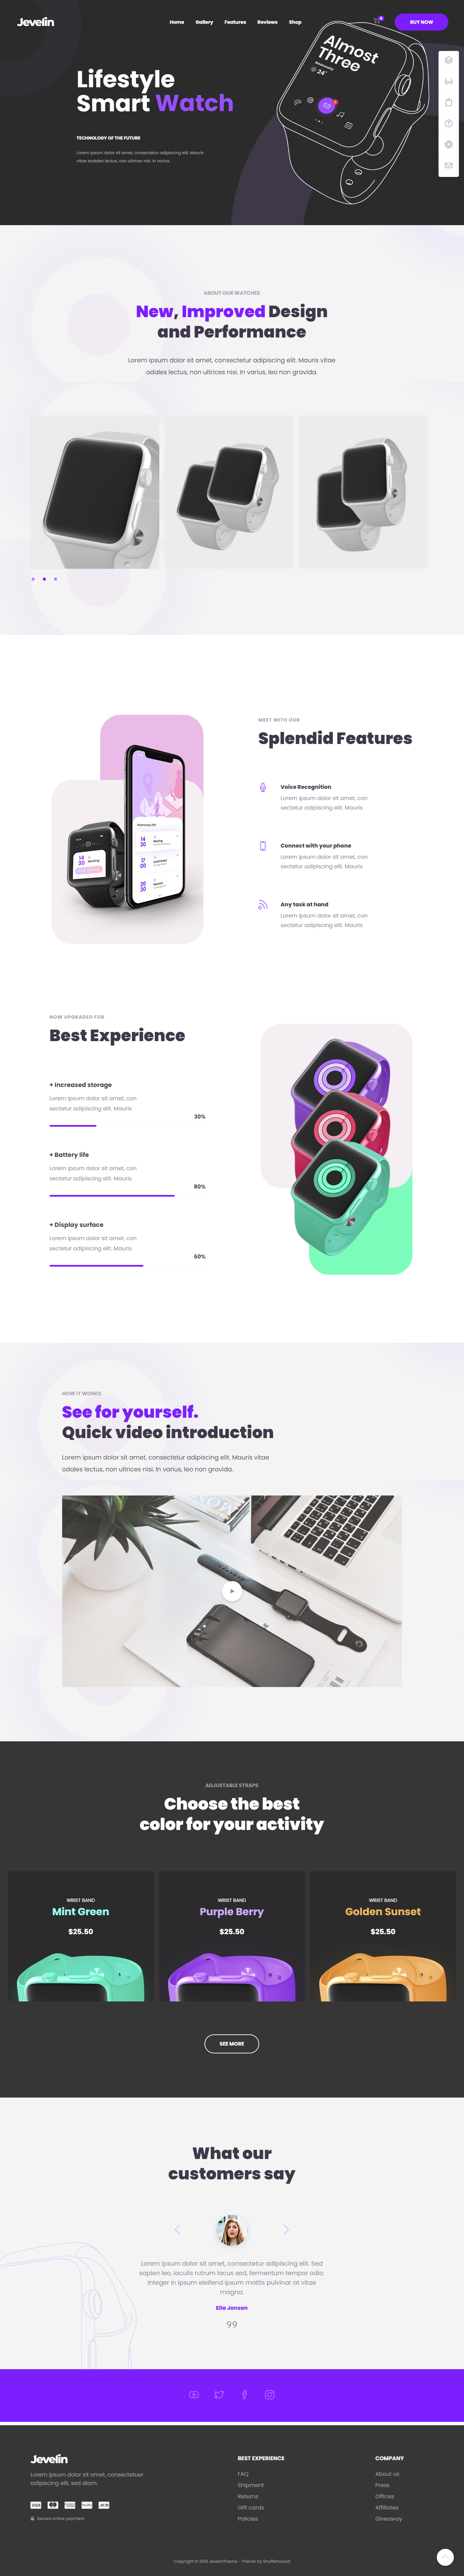 Jevelin
Home Gallery Features Reviews Shop
BUY NOW
Lifestyle
Smart Watch
TECHNOLOGY OF THE FUTURE
Lorem ipsum dolor sit amet, consectetur adipiscing elit. Mauris
vitae sodales lectus, non ultrices nisi. In varius
Almost
Three
Wednesday
24°
ABOUT OUR WATCHES
New, Improved Design
and Performance
Lorem ipsum dolor sit amet, consectetur adipiscing elit. Mauris vitae
odales lectus, non ultrices nisi. In varius, leo non gravida.
MEET WITH OUR
Splendid Features
Voice Recognition
Lorem ipsum dolor sit amet, con
sectetur adipiscing elit. Mauris
Connect with your phone
Lorem ipsum dolor sit amet, con
sectetur adipiscing elit. Mauris
Any task at hand
Lorem ipsum dolor sit amet, con
sectetur adipiscing elit. Mauris
14
30
14
30
17
00
20
30
NOW UPGRADED FOR
Best Experience
+ Increased storage
Lorem ipsum dolor sit amet, con
sectetur adipiscing elit. Mauris
30%
+ Battery life
Lorem ipsum dolor sit amet, con
sectetur adipiscing elit. Mauris
80%
+ Display surface
Lorem ipsum dolor sit amet, con
sectetur adipiscing elit. Mauris
60%
HOW IT WORKS
See for yourself.
Quick video introduction
Lorem ipsum dolor sit amet, consectetur adipiscing elit. Mauris vitae
odales lectus, non ultrices nisi. In varius, leo non gravida.
ADJUSTABLE STRAPS
Choose the best
color for your activity
WRIST BAND
Mint Green
$25.50
WRIST BAND
Purple Berry
$25.50
WRIST BAND
Golden Sunset
$25.50
SEE MORE
What our
customers say
Lorem ipsum dolor sit amet, consectetur adipiscing elit. Sed
sapien leo, iaculis rutrum lacus sed, fermentum tempor odio.
Integer in ipsum eleifend ipsum mattis pulvinar at vitae
magna.
Ella Jonson
Jevelin
Lorem ipsum dolor sit amet, consectetuer
adipiscing elit, sed diam.
VISA
Secure online payment
BEST EXPERIENCE
FAQ
Shipment
Returns
Gift cards
Policies
COMPANY
About us
Press
Offices
Affiliates
Giveaway
Copyright © 2018 JevelinTheme - Theme by Shufflehound